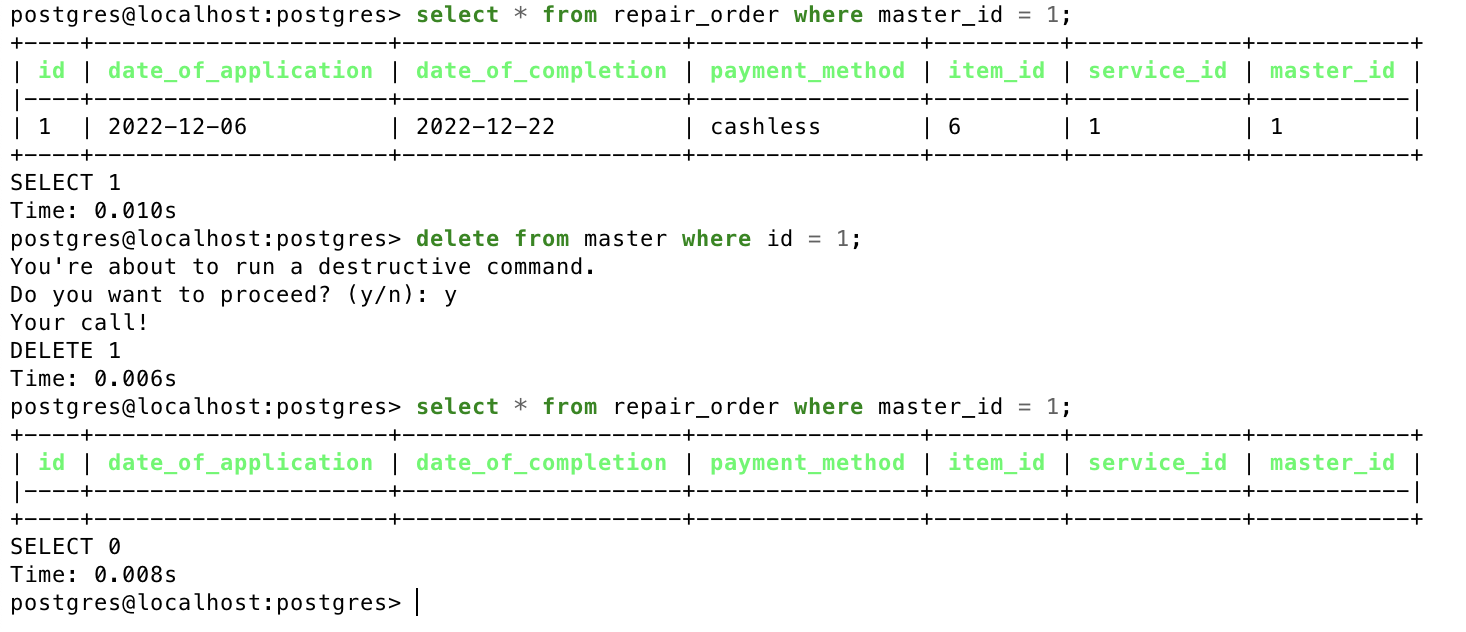 postgres@localhost:postgres> select * from repair_order where master_id = 1;
+----+---------------------+--------------------+----------------+---------+------------+-----------+
| id | date_of_application | date_of_completion | payment_method | item_id | service_id | master_id |
|----+---------------------+--------------------+----------------+---------+------------+-----------|
| 1  | 2022-12-06          | 2022-12-22         | cashless       | 6       | 1          | 1         |
+----+---------------------+--------------------+----------------+---------+------------+-----------+
SELECT 1
Time: 0.010s
postgres@localhost:postgres> delete from master where id = 1;
You're about to run a destructive command.
Do you want to proceed? (y/n): y
Your call!
DELETE 1
Time: 0.006s
postgres@localhost:postgres> select * from repair_order where master_id = 1;
+----+---------------------+--------------------+----------------+---------+------------+-----------+
| id | date_of_application | date_of_completion | payment_method | item_id | service_id | master_id |
|----+---------------------+--------------------+----------------+---------+------------+-----------|
+----+---------------------+--------------------+----------------+---------+------------+-----------+
SELECT 0
Time: 0.008s
postgres@localhost:postgres>